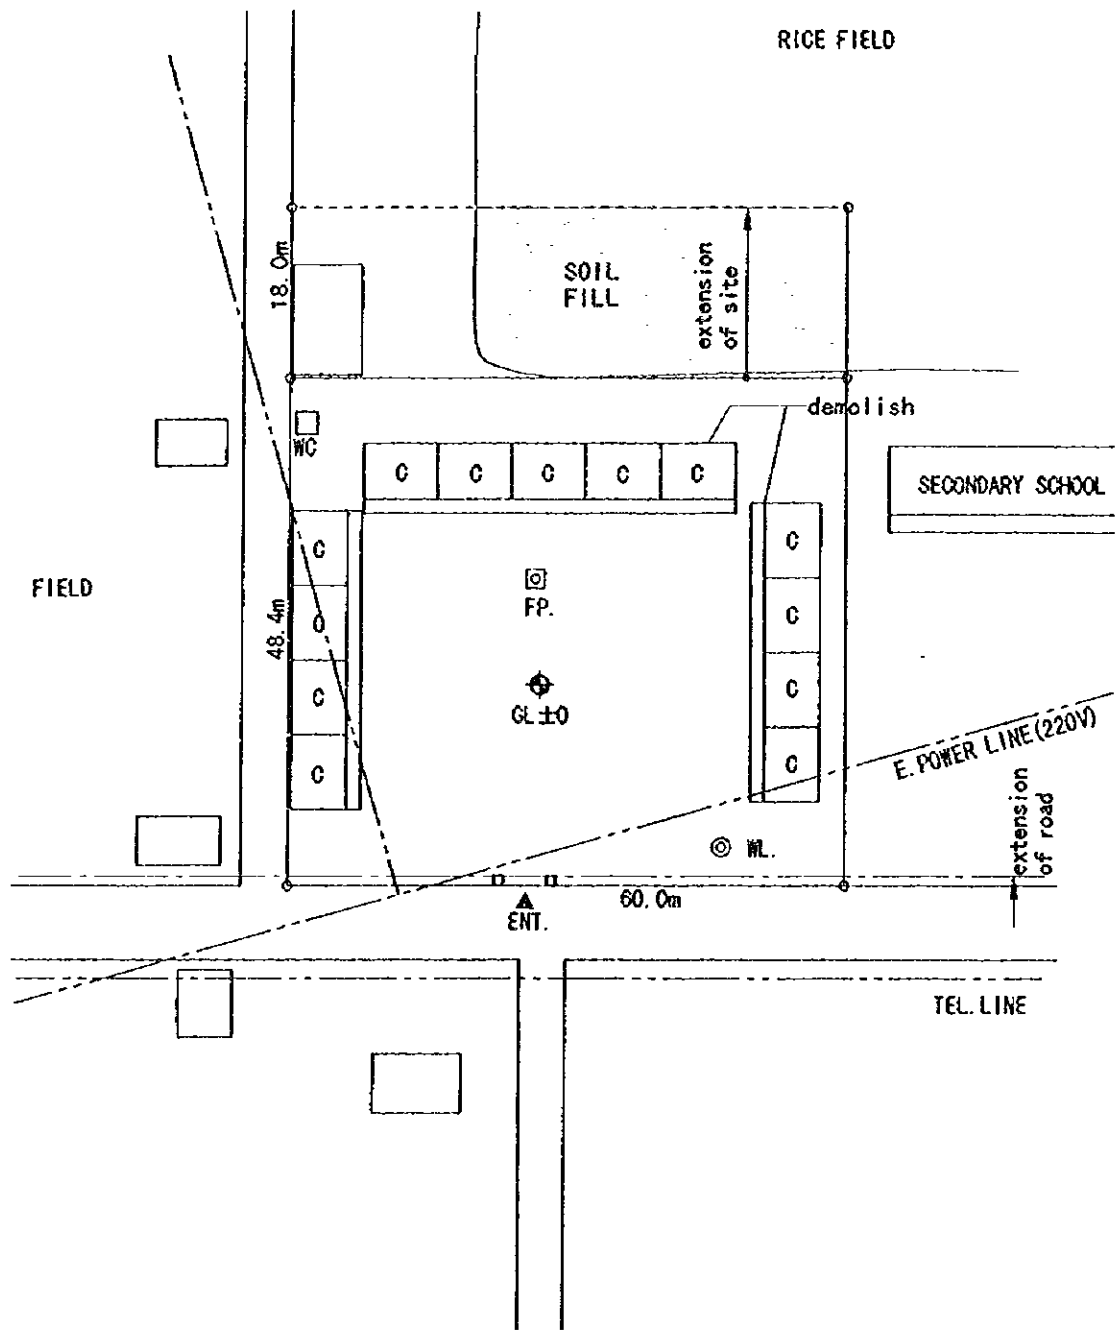 RICE FIELD
18.0m
SOIL
FILL
extension
of site
demolish
WC
C C C C C
SECONDARY SCHOOL
C
C
C
C
C
C
C
C
FIELD
48.4m
FP.
GL±0
E.POWER LINE(220V)
extension
of road
WL.
60.0m
ENT.
TEL.LINE